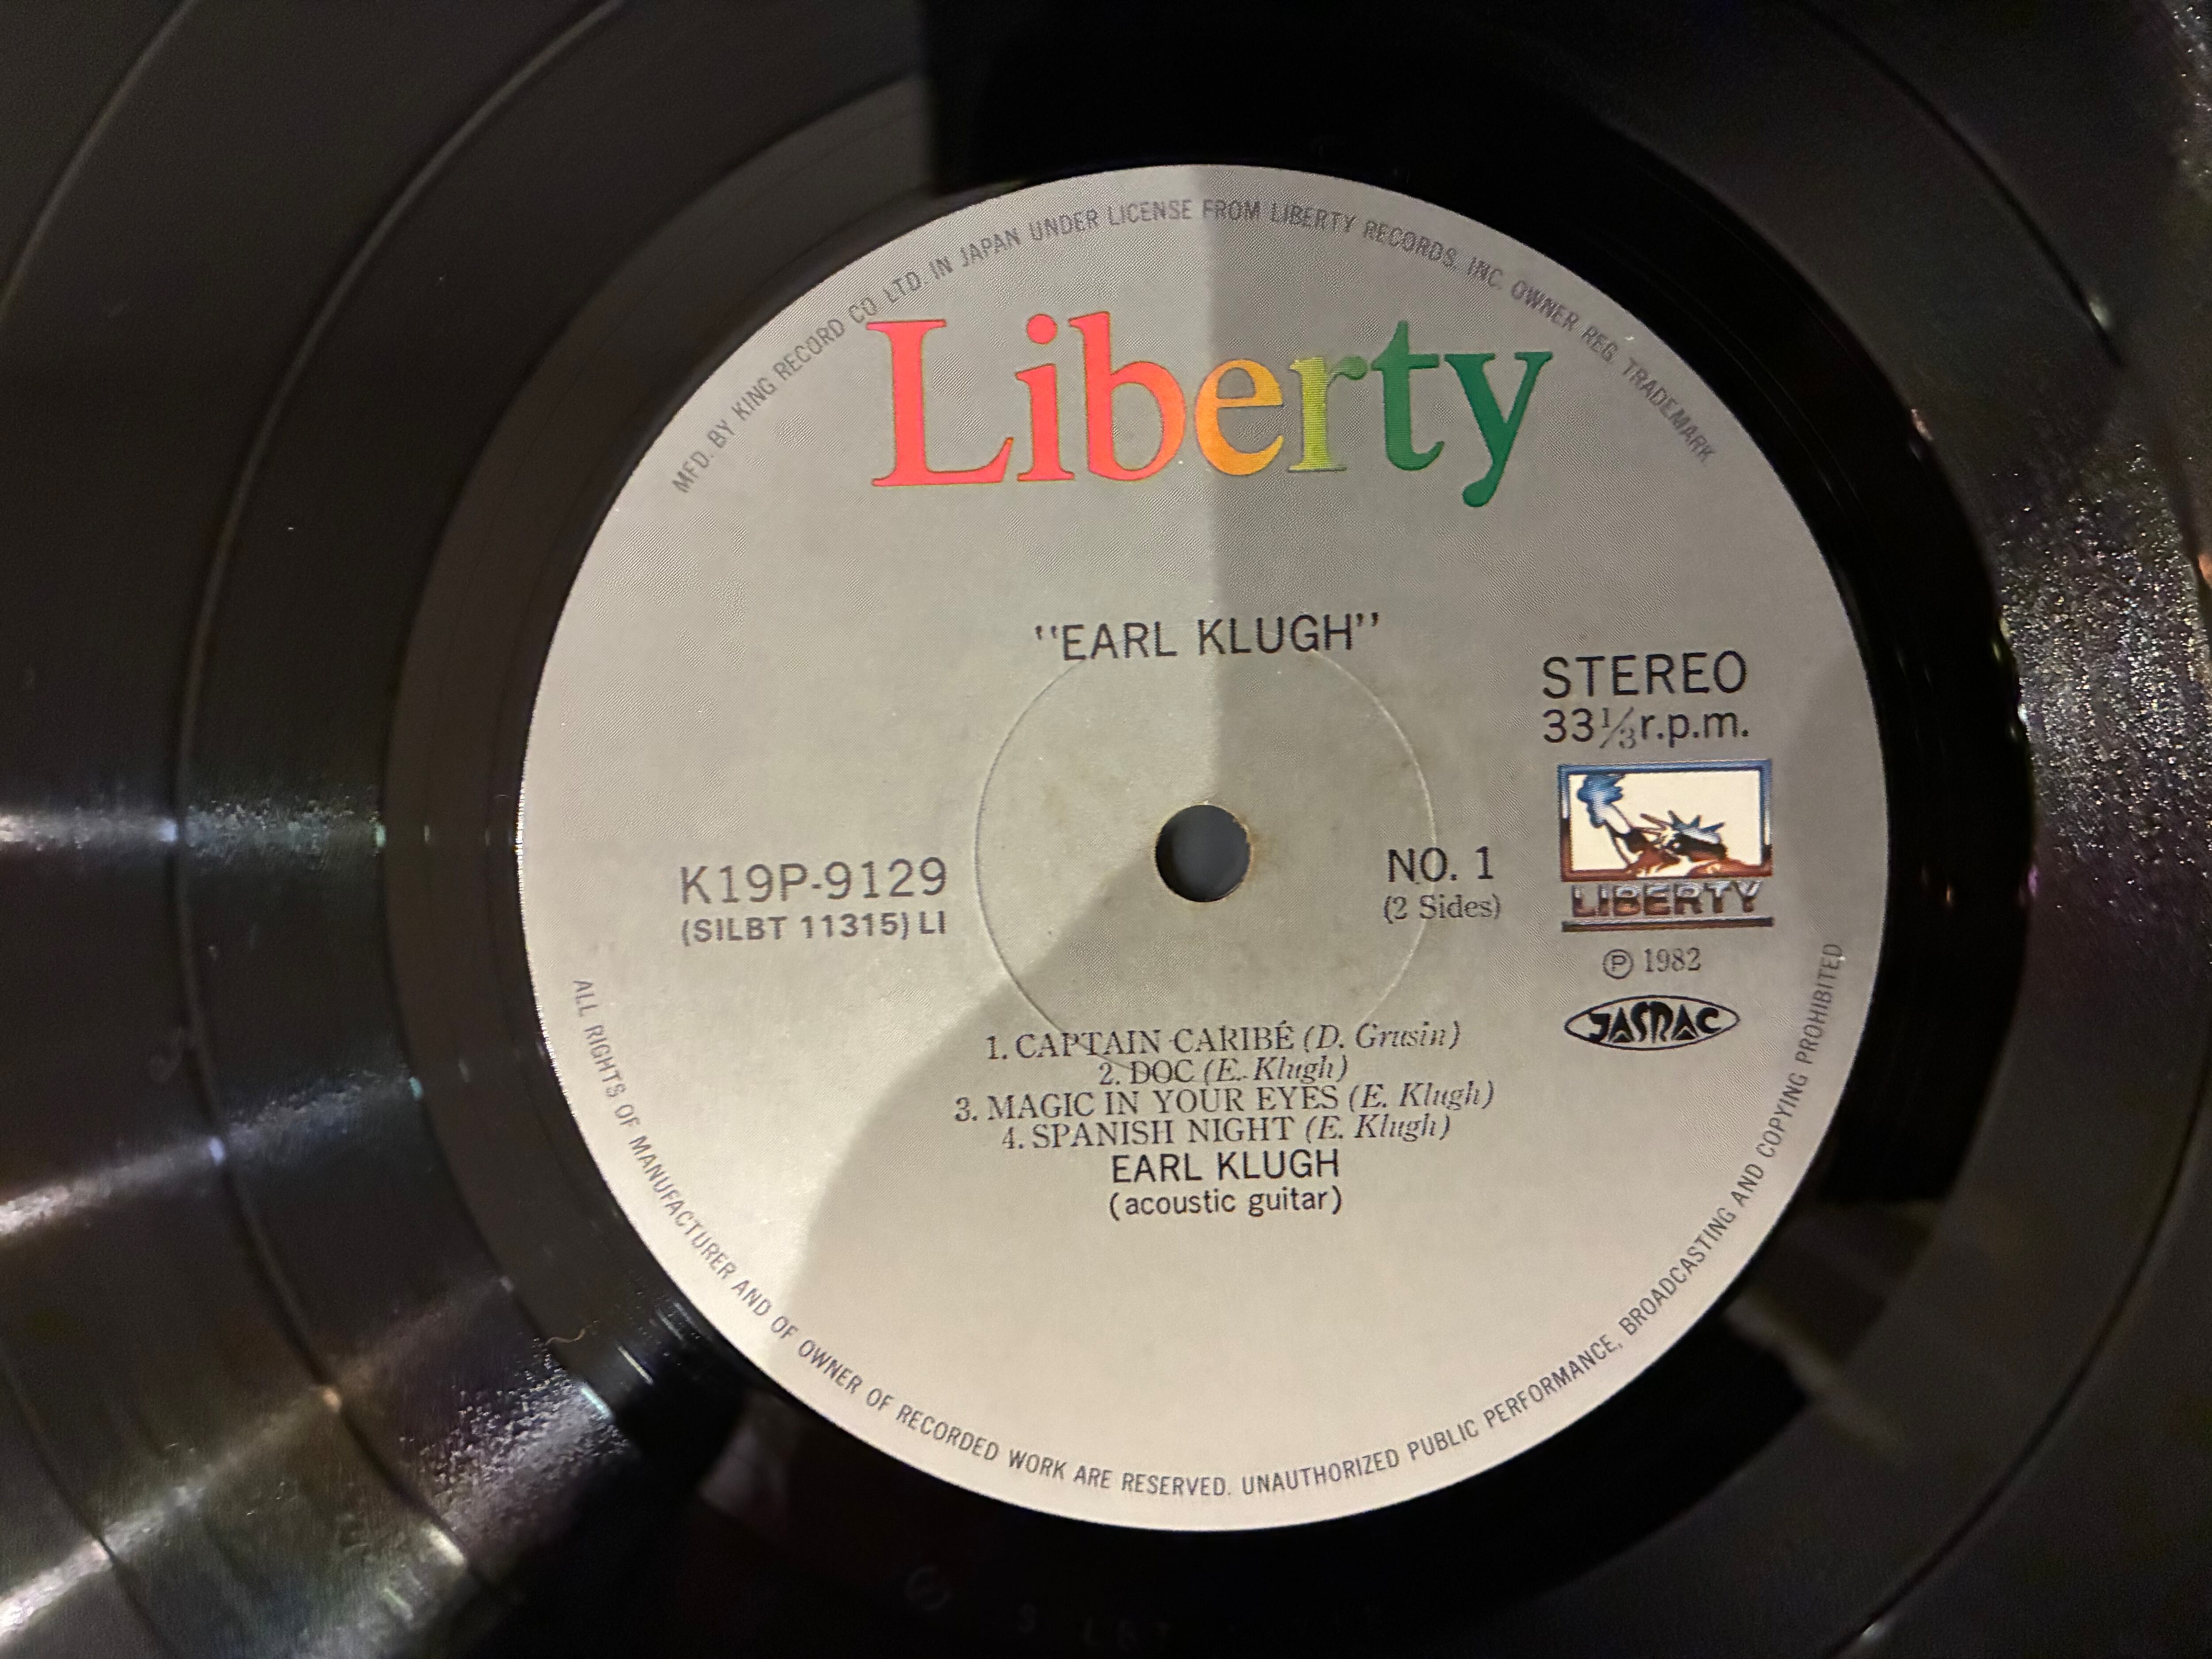 MFD. BY KING RECORD CO. LTD. IN JAPAN UNDER LICENSE FROM LIBERTY RECORDS, INC. OWNER REG. TRADEMARK
Liberty
"EARL KLUGH"
STEREO
33⅓r.p.m.
LIBERTY
K19P-9129
(SILBT 11315) LI
NO. 1
(2 Sides)
Ⓟ 1982
JASRAC
1. CAPTAIN CARIBÉ (D. Grusin)
2. DOC (E. Klugh)
3. MAGIC IN YOUR EYES (E. Klugh)
4. SPANISH NIGHT (E. Klugh)
EARL KLUGH
(acoustic guitar)
ALL RIGHTS OF MANUFACTURER AND OF OWNER OF RECORDED WORK ARE RESERVED. UNAUTHORIZED PUBLIC PERFORMANCE, BROADCASTING AND COPYING PROHIBITED